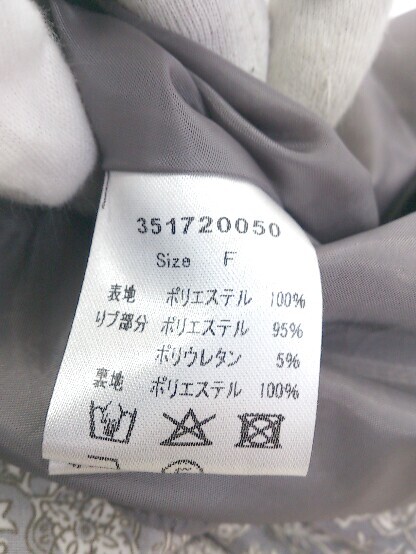 351720050
Size F
表地 ポリエステル 100%
リブ部分 ポリエステル 95%
ポリウレタン 5%
裏地 ポリエステル 100%